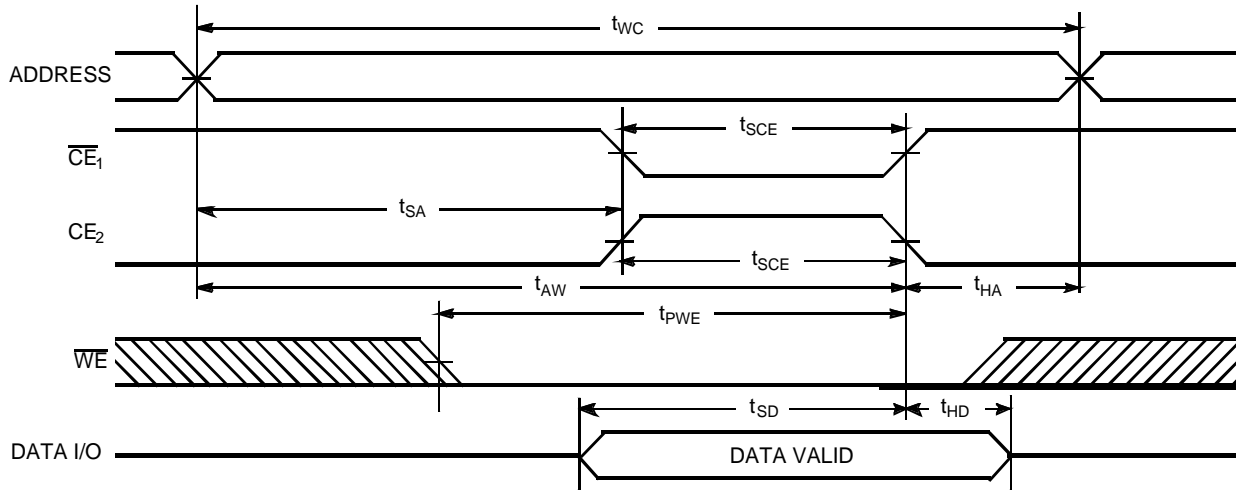 tWC
ADDRESS
tSCE
CE1
tSA
CE2
tSCE
tAW
tHA
tPWE
WE
tSD
tHD
DATA I/O
DATA VALID